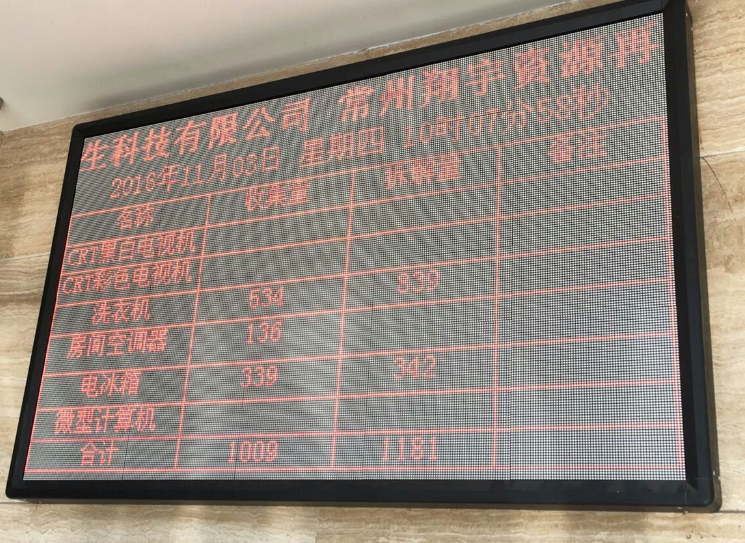 生科技有限公司 常州翔宇资源再
2016年11月03日 星期四 10时07分58秒
名称 收集量 拆解量 备注
CRT黑白电视机
CRT彩色电视机
洗衣机 534 839
房间空调器 136
电冰箱 339 342
微型计算机
合计 1009 1181